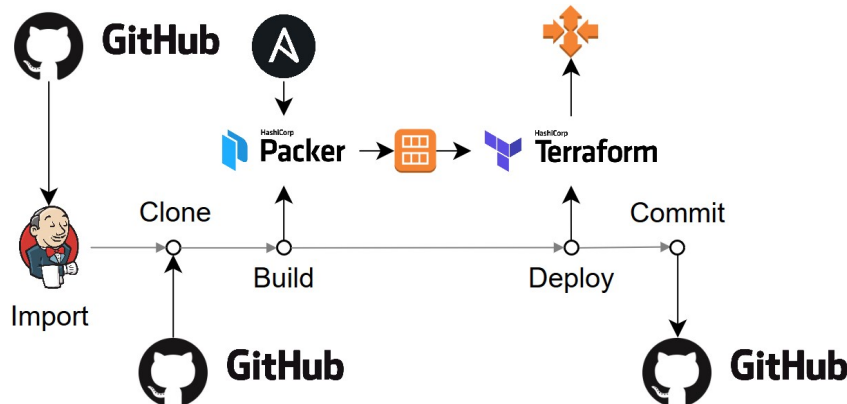 GitHub
HashiCorp
Packer
HashiCorp
Terraform
Clone
Commit
Build
Deploy
Import
GitHub
GitHub